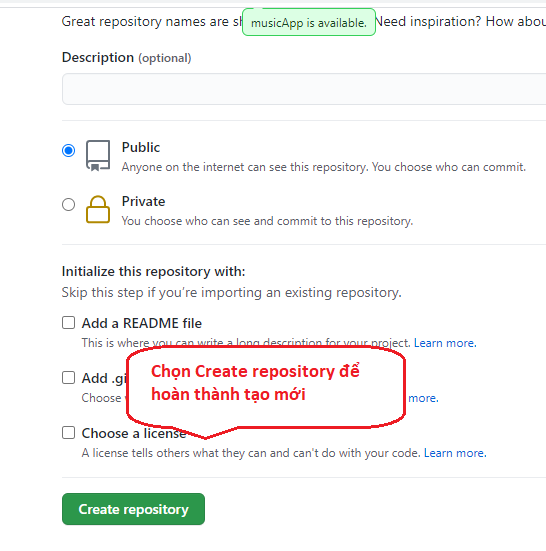 Great repository names are sh
musicApp is available.
Need inspiration? How abou
Description (optional)
Public
Anyone on the internet can see this repository. You choose who can commit.
Private
You choose who can see and commit to this repository.
Initialize this repository with:
Skip this step if you're importing an existing repository.
Add a README file
This is where you can write a long description for your project. Learn more.
Chọn Create repository để
hoàn thành tạo mới
Add .gi
Choose
more.
Choose a license
A license tells others what they can and can't do with your code. Learn more.
Create repository